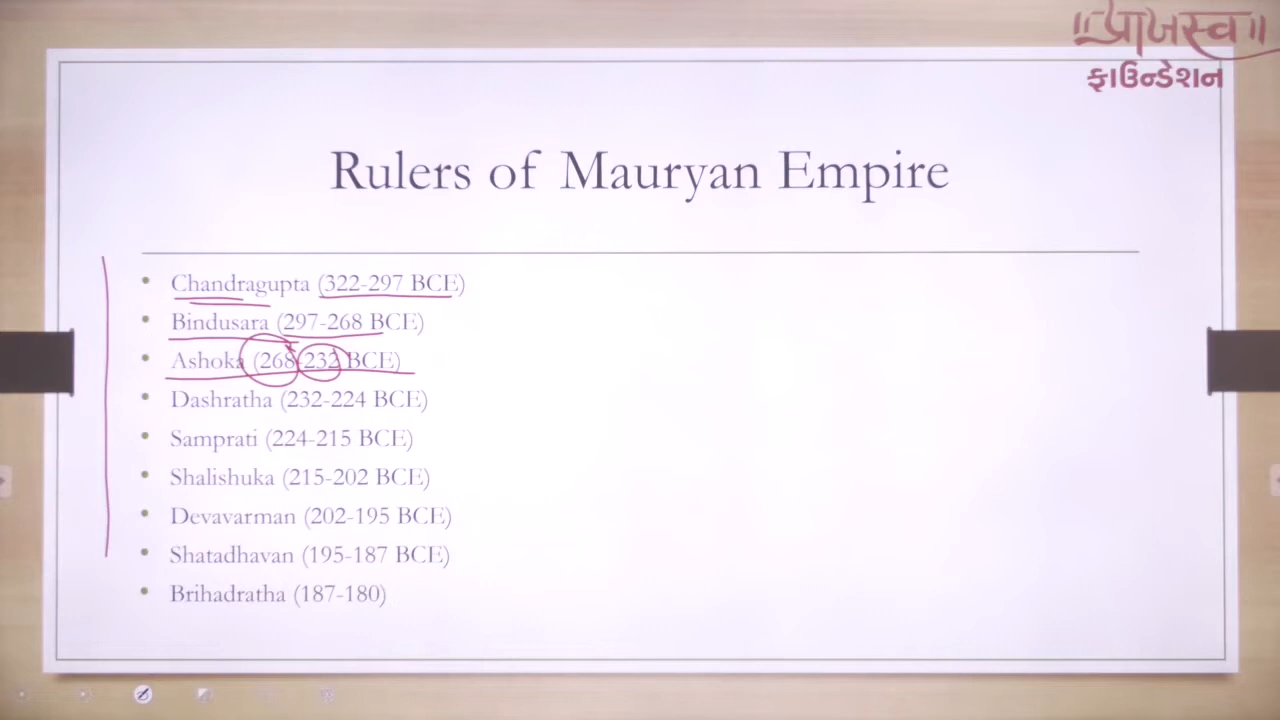 ॥प्राजस्व॥
ફાઉન્ડેશન
Rulers of Mauryan Empire
• Chandragupta (322-297 BCE)
• Bindusara (297-268 BCE)
• Ashoka (268-232 BCE)
• Dashratha (232-224 BCE)
• Samprati (224-215 BCE)
• Shalishuka (215-202 BCE)
• Devavarman (202-195 BCE)
• Shatadhavan (195-187 BCE)
• Brihadratha (187-180)